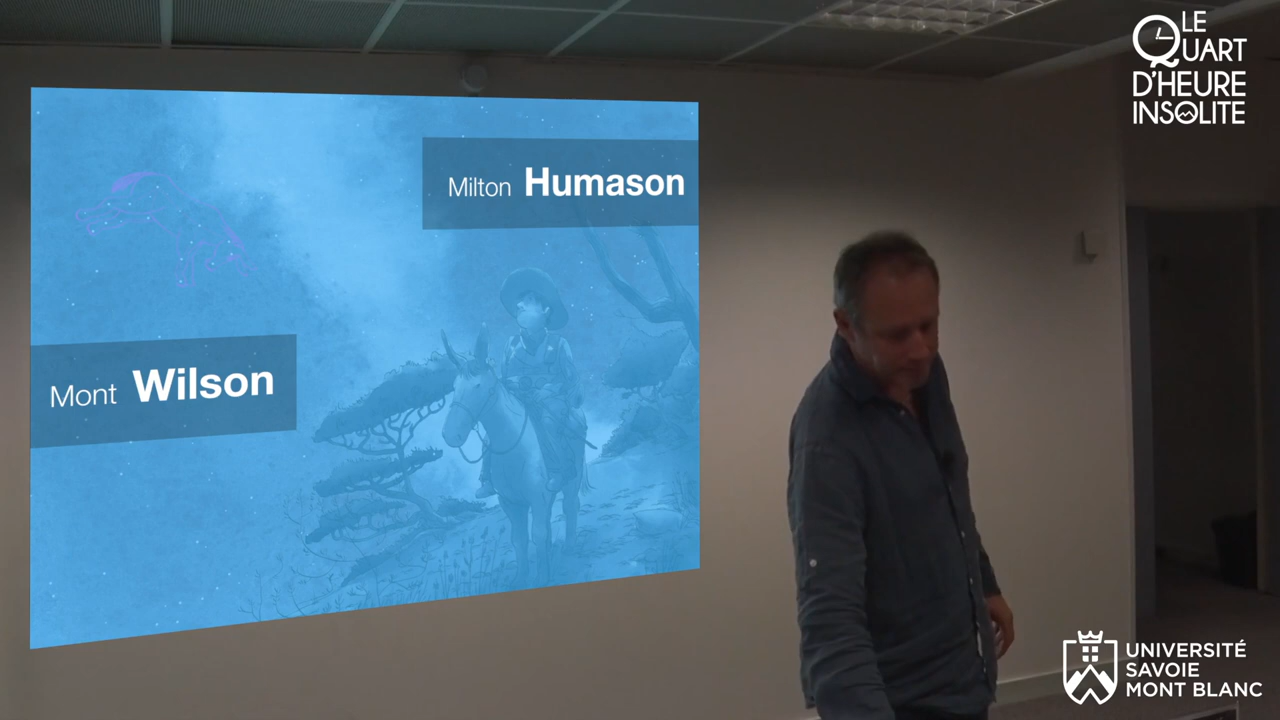 LE
QUART
D'HEURE
INSOLITE
Milton Humason
Mont Wilson
UNIVERSITÉ
SAVOIE
MONT BLANC